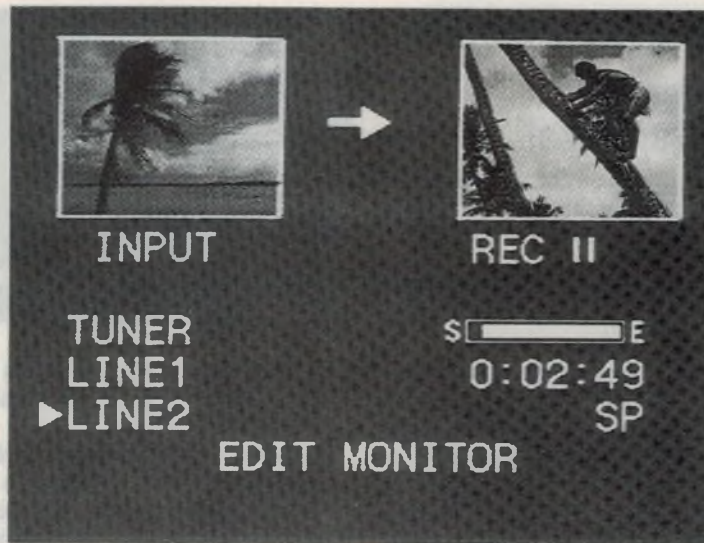 INPUT
REC II
TUNER
LINE1
▶LINE2
S E
0:02:49
SP
EDIT MONITOR